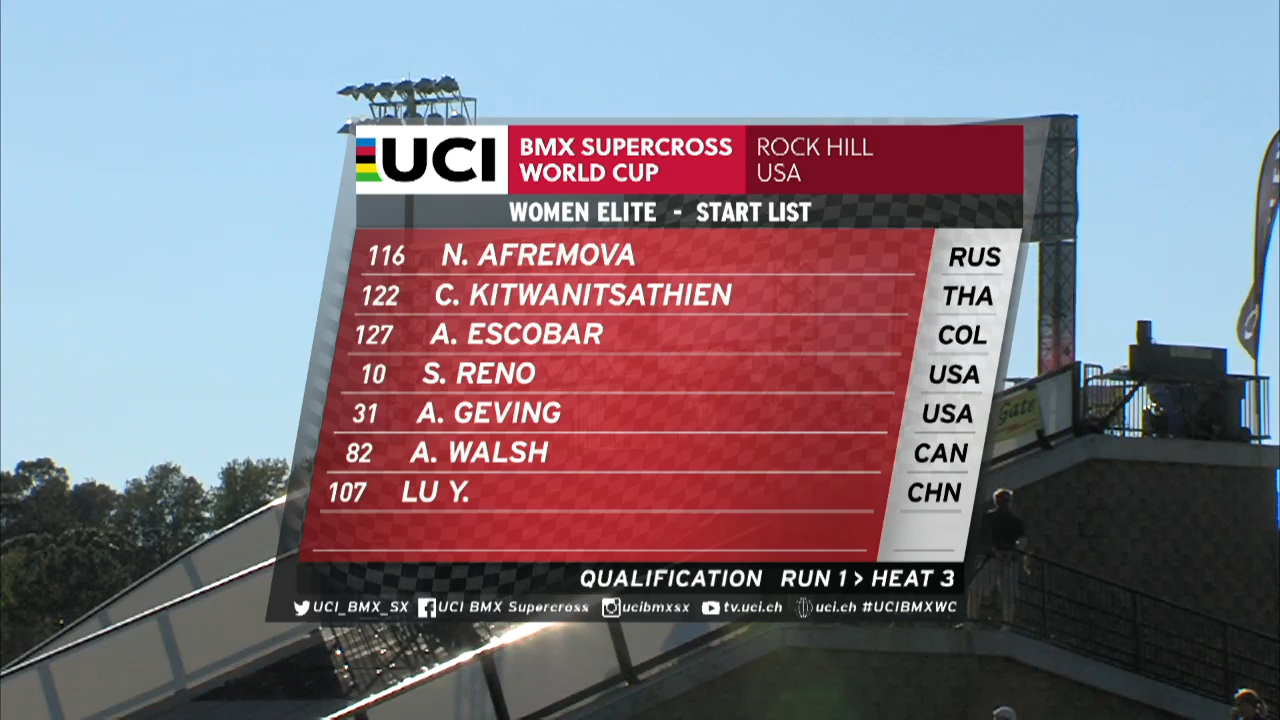 UCI BMX SUPERCROSS WORLD CUP ROCK HILL USA
WOMEN ELITE - START LIST
116 N. AFREMOVA RUS
122 C. KITWANITSATHIEN THA
127 A. ESCOBAR COL
10 S. RENO USA
31 A. GEVING USA
82 A. WALSH CAN
107 LU Y. CHN
QUALIFICATION RUN 1 > HEAT 3
UCI_BMX_SX UCI BMX Supercross ucibmxsx tv.uci.ch uci.ch #UCIBMXWC
Gate